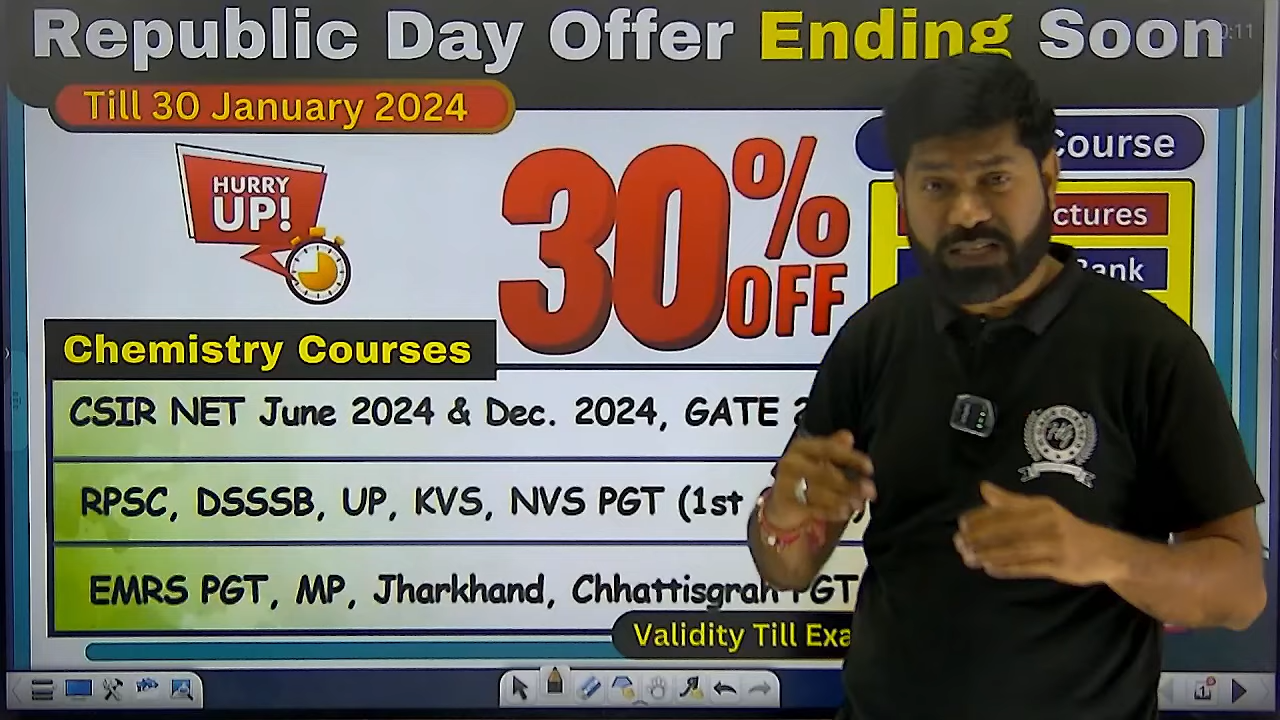 Republic Day Offer Ending Soon
Till 30 January 2024
HURRY
UP!
30%
OFF
Course
ctures
Bank
Chemistry Courses
CSIR NET June 2024 & Dec. 2024, GATE
RPSC, DSSSB, UP, KVS, NVS PGT (1st
EMRS PGT, MP, Jharkhand, Chhattisgrah PGT
Validity Till Exa